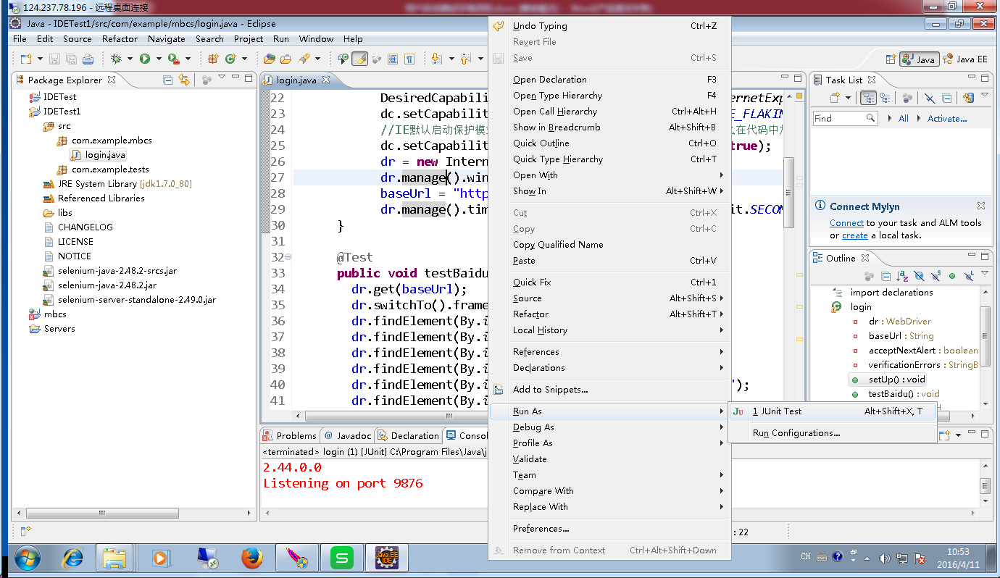 124.237.78.196 - 远程桌面连接
Java - IDETest1/src/com/example/mbcs/login.java - Eclipse
File Edit Source Refactor Navigate Search Project Run Window Help
Java Java EE
Package Explorer
IDETest
IDETest1
src
com.example.mbcs
login.java
com.example.tests
JRE System Library [jdk1.7.0_80]
Referenced Libraries
libs
CHANGELOG
LICENSE
NOTICE
selenium-java-2.48.2-srcs.jar
selenium-java-2.48.2.jar
selenium-server-standalone-2.49.0.jar
mbcs
Servers
login.java
22 DesiredCapabili ernetExp
23 dc.setCapabilit E_FLAKIN
24 //IE默认启动保护模 在代码中
25 dc.setCapabilit true);
26 dr = new Intern
27 dr.manage().win
28 baseUrl = "http
29 dr.manage().tim it.SECON
30 }
31
32 @Test
33 public void testBaidu
34 dr.get(baseUrl);
35 dr.switchTo().frame
36 dr.findElement(By.i
37 dr.findElement(By.i
38 dr.findElement(By.i
39 dr.findElement(By.i
40 dr.findElement(By.i ");
41 dr.findElement(By.i
Problems @ Javadoc Declaration Consol
<terminated> login (1) [JUnit] C:\Program Files\Java\j
2.44.0.0
Listening on port 9876
Undo Typing Ctrl+Z
Revert File
Save Ctrl+S
Open Declaration F3
Open Type Hierarchy F4
Open Call Hierarchy Ctrl+Alt+H
Show in Breadcrumb Alt+Shift+B
Quick Outline Ctrl+O
Quick Type Hierarchy Ctrl+T
Open With
Show In Alt+Shift+W
Cut Ctrl+X
Copy Ctrl+C
Copy Qualified Name
Paste Ctrl+V
Quick Fix Ctrl+1
Source Alt+Shift+S
Refactor Alt+Shift+T
Local History
References
Declarations
Add to Snippets...
Run As
Debug As
Profile As
Validate
Team
Compare With
Replace With
Preferences...
Remove from Context Ctrl+Alt+Shift+Down
1 JUnit Test Alt+Shift+X, T
Run Configurations...
Task List
Find All Activate...
Connect Mylyn
Connect to your task and ALM tools
or create a local task.
Outline
import declarations
login
dr : WebDriver
baseUrl : String
acceptNextAlert : boolean
verificationErrors : StringB
setUp() : void
testBaidu() : void
: 22
Java EE
IDE
CH
10:53
2016/4/11